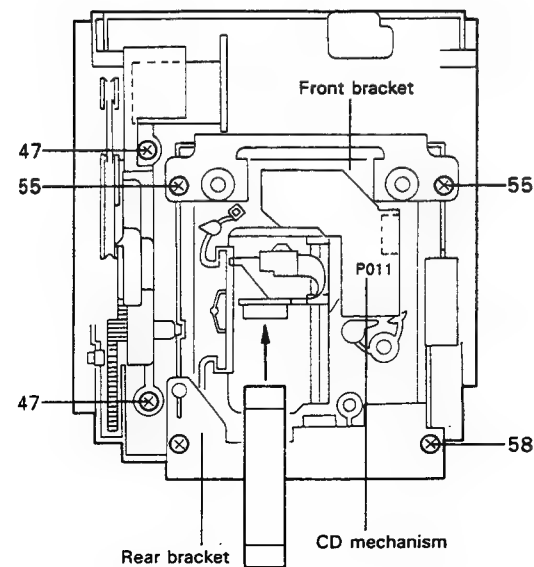 Front bracket
47
55
55
P011
47
58
Rear bracket
CD mechanism